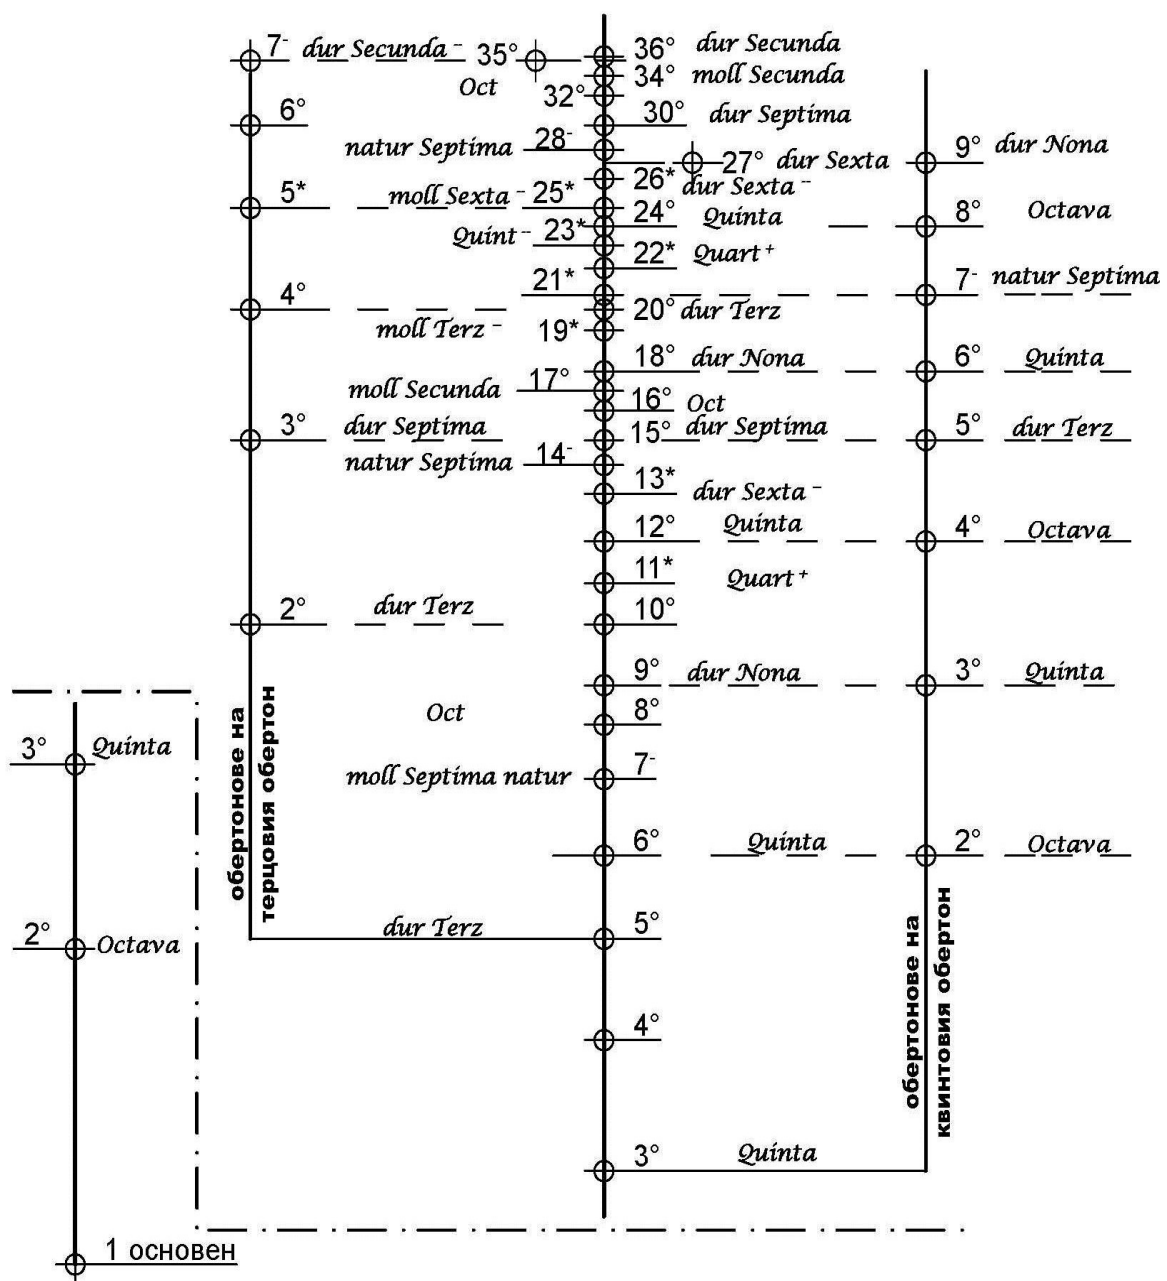 7- dur Secunda - 35° 36° dur Secunda
Oct 34° moll Secunda
32°
6° 30° dur Septima
natur Septima 28- 27° dur Sexta 9° dur Nona
26* dur Sexta -
5* moll Sexta - 25* 24° Quinta 8° Octava
Quint - 23*
22* Quart +
21* 7- natur Septima
4° 20° dur Terz
moll Terz - 19*
18° dur Nona 6° Quinta
moll Secunda 17°
16° Oct
3° dur Septima 15° dur Septima 5° dur Terz
natur Septima 14-
13* dur Sexta -
12° Quinta 4° Octava
11* Quart +
2° dur Terz 10°
9° dur Nona 3° Quinta
Oct 8°
3° Quinta
moll Septima natur 7-
6° Quinta 2° Octava
обертонове на
терцовия обертон
dur Terz 5°
2° Octava
4°
обертонове на
квинтовия обертон
3° Quinta
1 основен